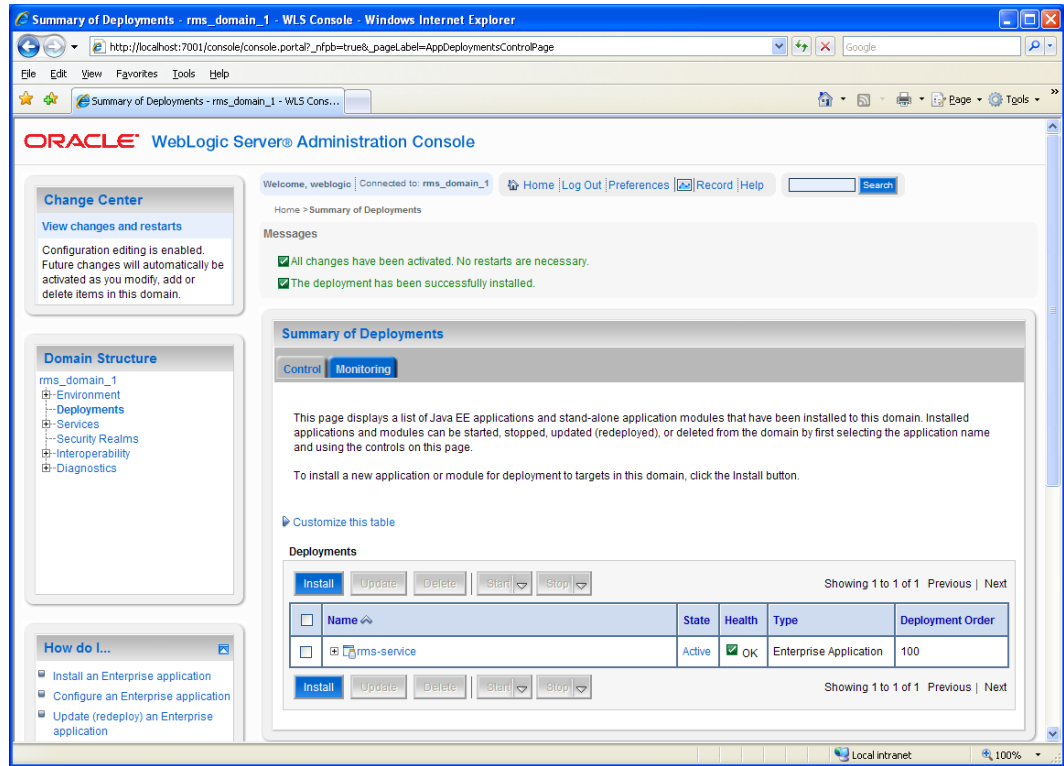 Summary of Deployments - rms_domain_1 - WLS Console - Windows Internet Explorer
http://localhost:7001/console/console.portal?_nfpb=true&_pageLabel=AppDeploymentsControlPage
Google
File Edit View Favorites Tools Help
Summary of Deployments - rms_domain_1 - WLS Cons...
Page Tools
ORACLE WebLogic Server® Administration Console
Change Center
View changes and restarts
Configuration editing is enabled.
Future changes will automatically be
activated as you modify, add or
delete items in this domain.
Domain Structure
rms_domain_1
Environment
Deployments
Services
Security Realms
Interoperability
Diagnostics
How do I...
Install an Enterprise application
Configure an Enterprise application
Update (redeploy) an Enterprise
application
Welcome, weblogic Connected to: rms_domain_1 Home Log Out Preferences Record Help Search
Home >Summary of Deployments
Messages
All changes have been activated. No restarts are necessary.
The deployment has been successfully installed.
Summary of Deployments
Control Monitoring
This page displays a list of Java EE applications and stand-alone application modules that have been installed to this domain. Installed
applications and modules can be started, stopped, updated (redeployed), or deleted from the domain by first selecting the application name
and using the controls on this page.
To install a new application or module for deployment to targets in this domain, click the Install button.
Customize this table
Deployments
Install Update Delete Start Stop Showing 1 to 1 of 1 Previous | Next
Name State Health Type Deployment Order
rms-service Active OK Enterprise Application 100
Install Update Delete Start Stop Showing 1 to 1 of 1 Previous | Next
Local intranet 100%